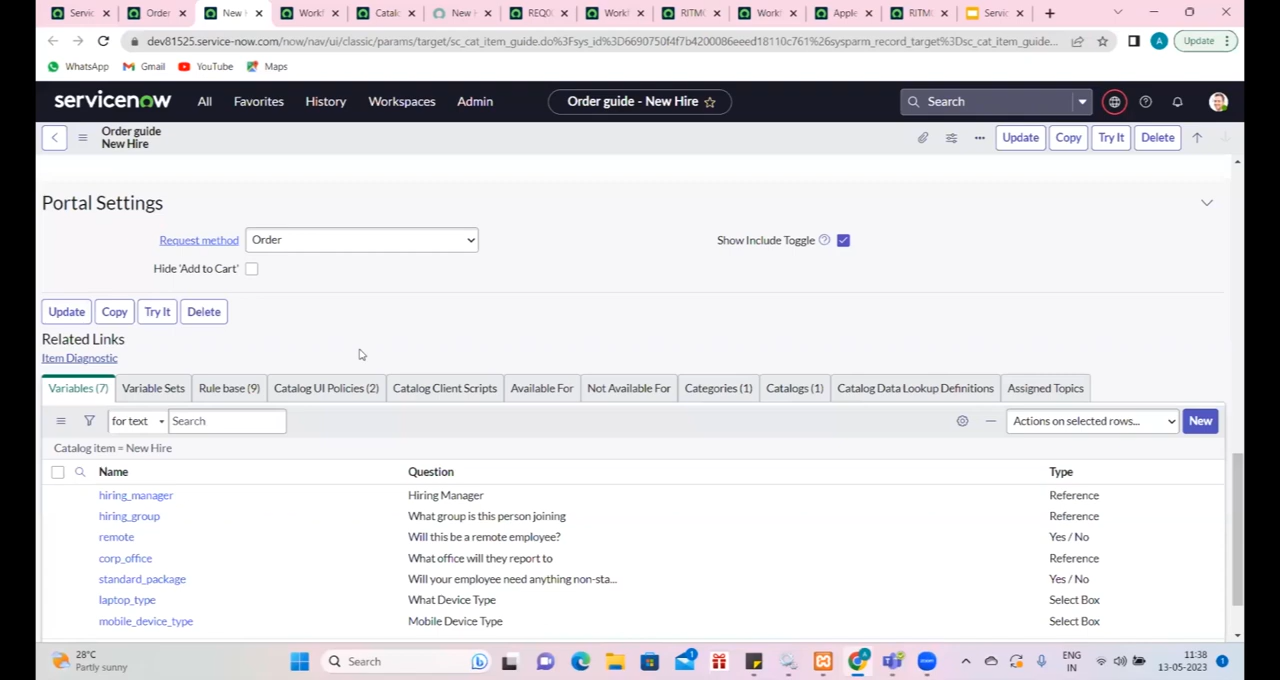 Servic
Order
New H
Workf
Catalo
New H
REQ00
Workf
RITM0
Workf
Apple
RITM0
Servic
dev81525.service-now.com/now/nav/ui/classic/params/target/sc_cat_item_guide.do%3Fsys_id%3D6690750f4f7b4200086eeed18110c761%26sysparm_record_target%3Dsc_cat_item_guide...
A
Update
WhatsApp
Gmail
YouTube
Maps
servicenow
All
Favorites
History
Workspaces
Admin
Order guide - New Hire
Search
Order guide
New Hire
Update
Copy
Try It
Delete
Portal Settings
Request method
Order
Show Include Toggle
Hide 'Add to Cart'
Update
Copy
Try It
Delete
Related Links
Item Diagnostic
Variables (7)
Variable Sets
Rule base (9)
Catalog UI Policies (2)
Catalog Client Scripts
Available For
Not Available For
Categories (1)
Catalogs (1)
Catalog Data Lookup Definitions
Assigned Topics
for text
Search
Actions on selected rows...
New
Catalog item = New Hire
Name Question Type
hiring_manager Hiring Manager Reference
hiring_group What group is this person joining Reference
remote Will this be a remote employee? Yes / No
corp_office What office will they report to Reference
standard_package Will your employee need anything non-sta... Yes / No
laptop_type What Device Type Select Box
mobile_device_type Mobile Device Type Select Box
28°C
Partly sunny
Search
ENG
IN
11:38
13-05-2023